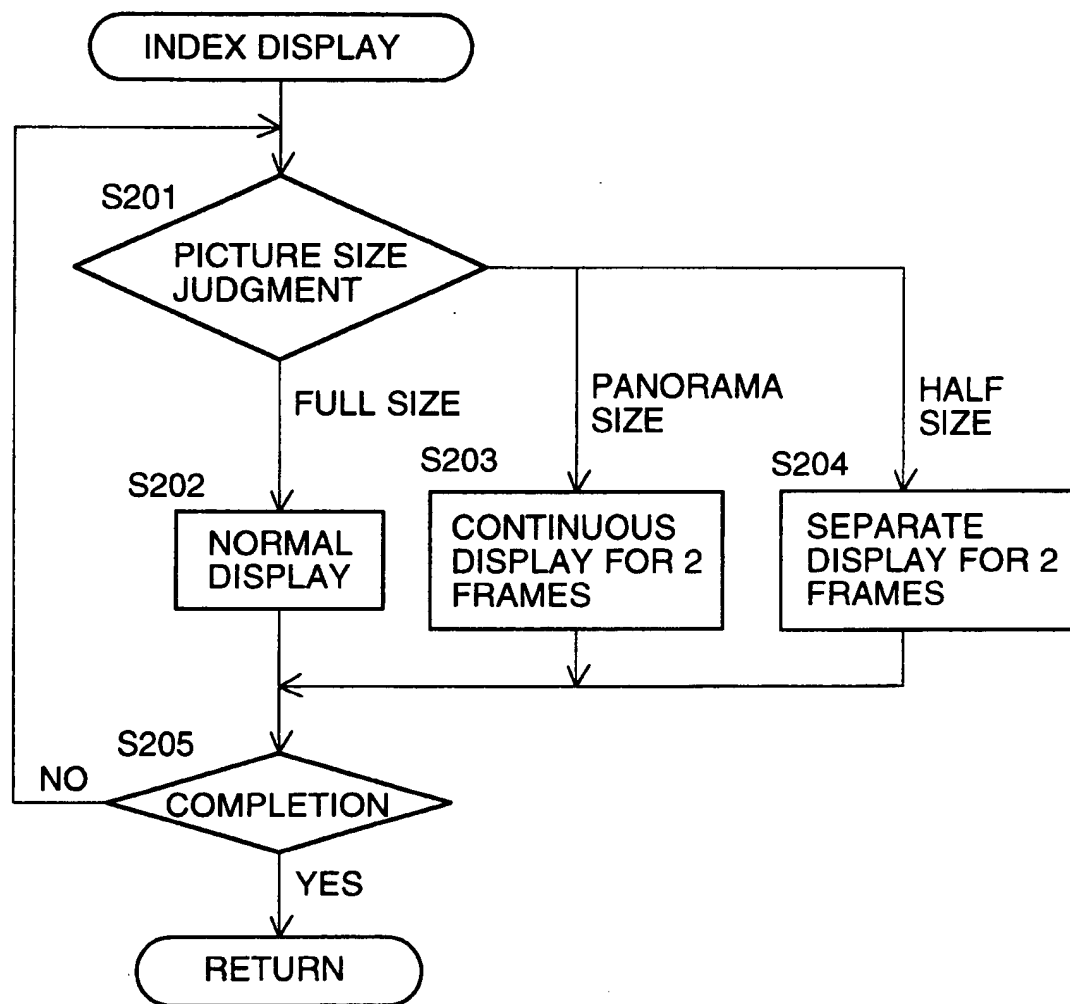 INDEX DISPLAY
S201
PICTURE SIZE
JUDGMENT
FULL SIZE
PANORAMA
SIZE
HALF
SIZE
S202
NORMAL
DISPLAY
S203
CONTINUOUS
DISPLAY FOR 2
FRAMES
S204
SEPARATE
DISPLAY FOR 2
FRAMES
S205
NO
COMPLETION
YES
RETURN